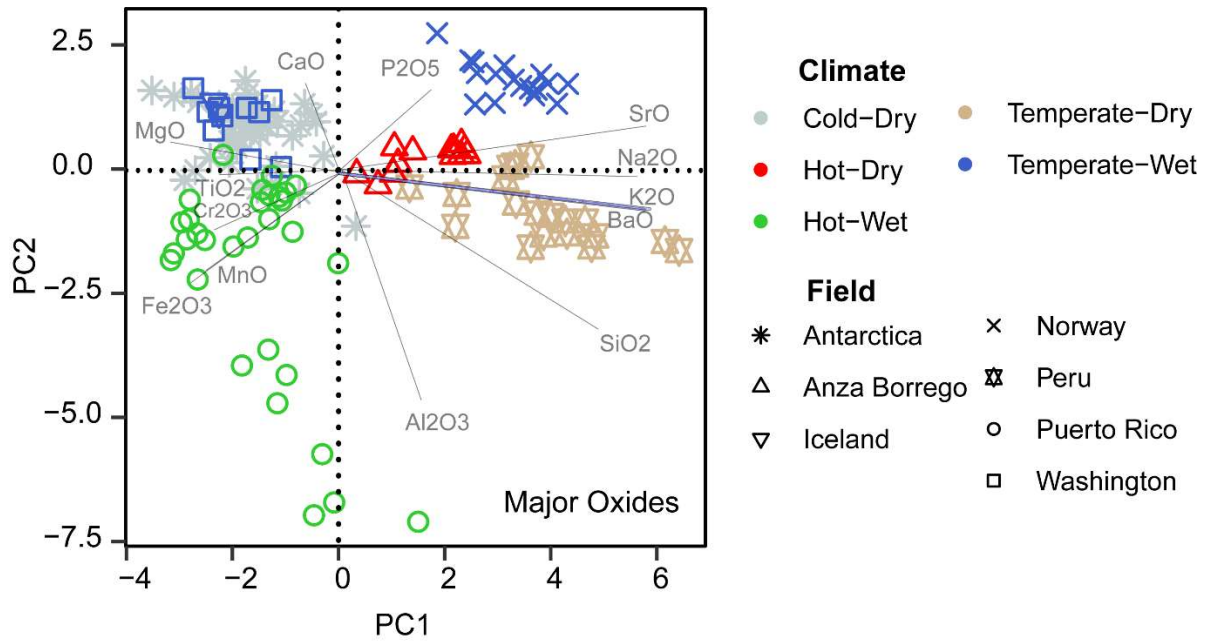 2.5
0.0
−2.5
−5.0
−7.5
PC2
−4
−2
0
2
4
6
PC1
CaO
P2O5
SrO
MgO
Na2O
TiO2
K2O
Cr2O3
BaO
MnO
Fe2O3
SiO2
Al2O3
Major Oxides
Climate
Cold−Dry
Hot−Dry
Hot−Wet
Temperate−Dry
Temperate−Wet
Field
Antarctica
Anza Borrego
Iceland
Norway
Peru
Puerto Rico
Washington